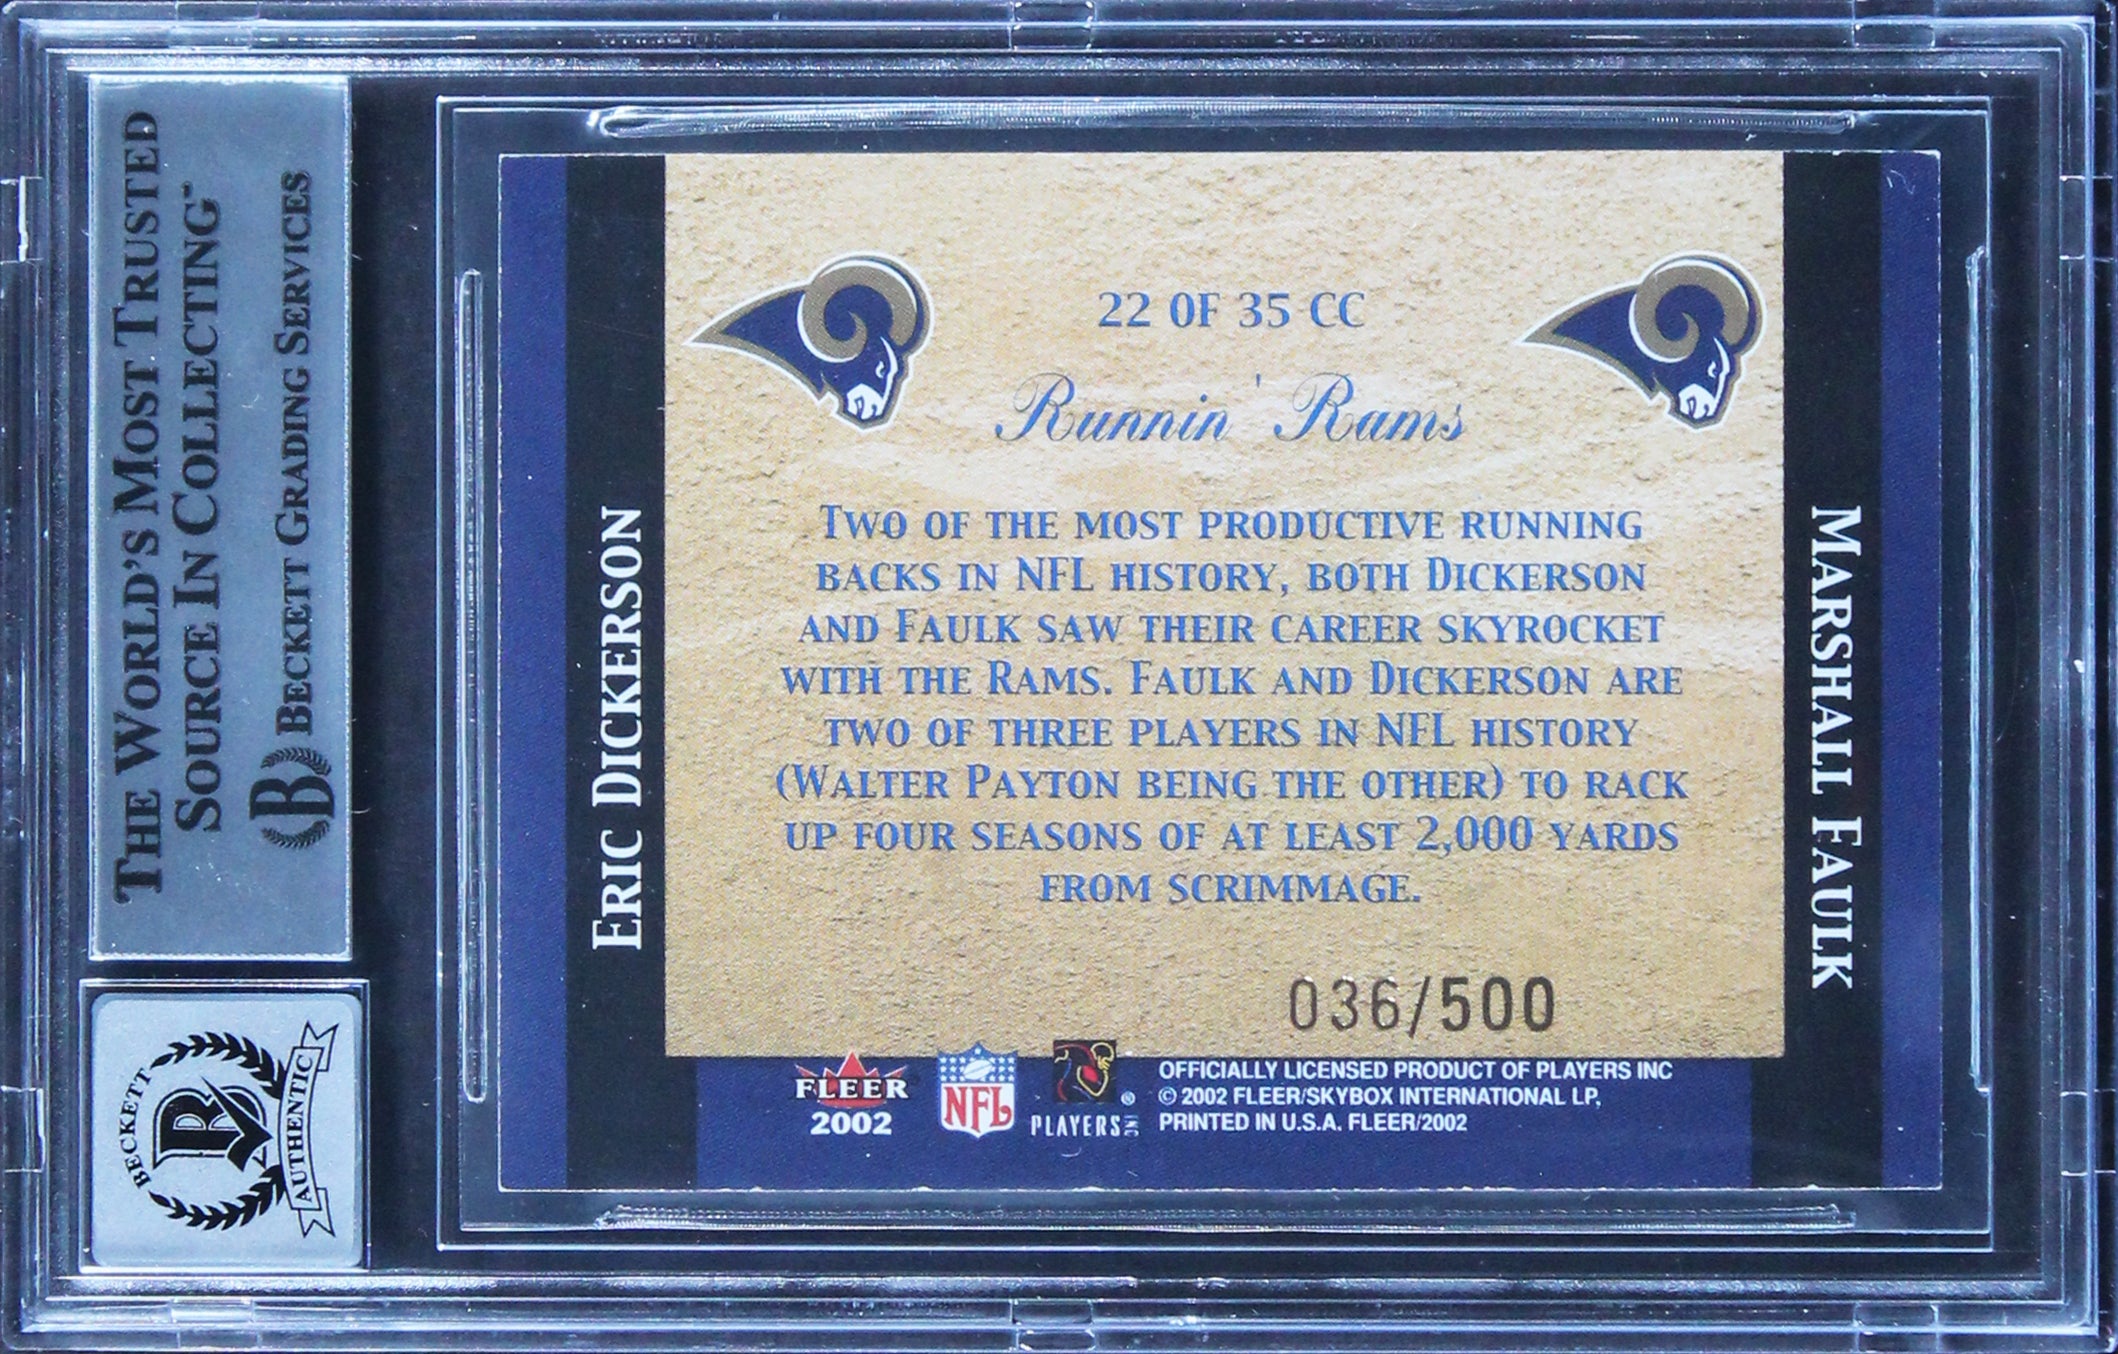 THE WORLD'S MOST TRUSTED
SOURCE IN COLLECTING™
BECKETT GRADING SERVICES
B
BECKETT
B
AUTHENTIC
ERIC DICKERSON
22 OF 35 CC
Runnin' Rams
TWO OF THE MOST PRODUCTIVE RUNNING
BACKS IN NFL HISTORY, BOTH DICKERSON
AND FAULK SAW THEIR CAREER SKYROCKET
WITH THE RAMS. FAULK AND DICKERSON ARE
TWO OF THREE PLAYERS IN NFL HISTORY
(WALTER PAYTON BEING THE OTHER) TO RACK
UP FOUR SEASONS OF AT LEAST 2,000 YARDS
FROM SCRIMMAGE.
036/500
MARSHALL FAULK
FLEER
2002
NFL
PLAYERS INC ®
OFFICIALLY LICENSED PRODUCT OF PLAYERS INC
© 2002 FLEER/SKYBOX INTERNATIONAL LP,
PRINTED IN U.S.A. FLEER/2002